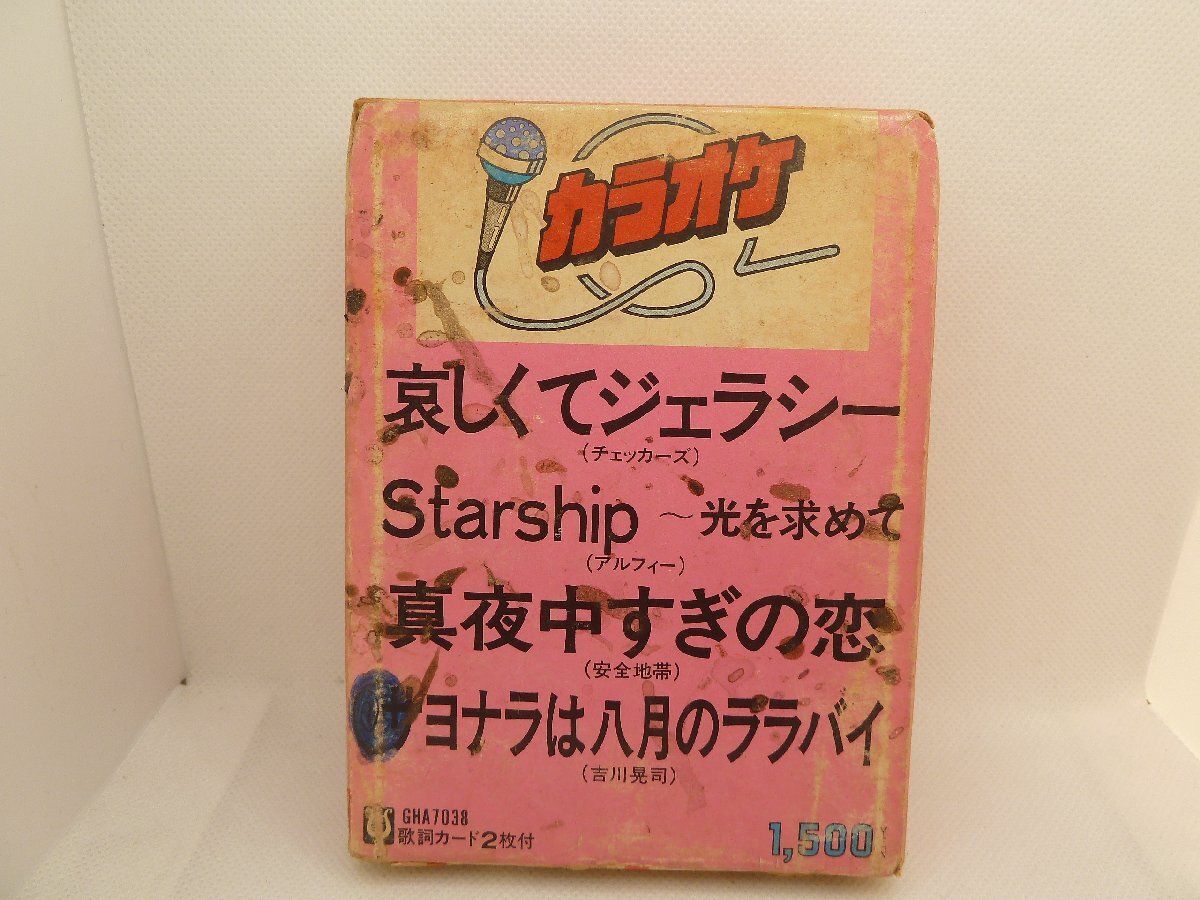 カラオケ
哀しくてジェラシー
(チェッカーズ)
Starship ～光を求めて
(アルフィー)
真夜中すぎの恋
(安全地帯)
サヨナラは八月のララバイ
(吉川晃司)
GHA7038
歌詞カード2枚付
1,500